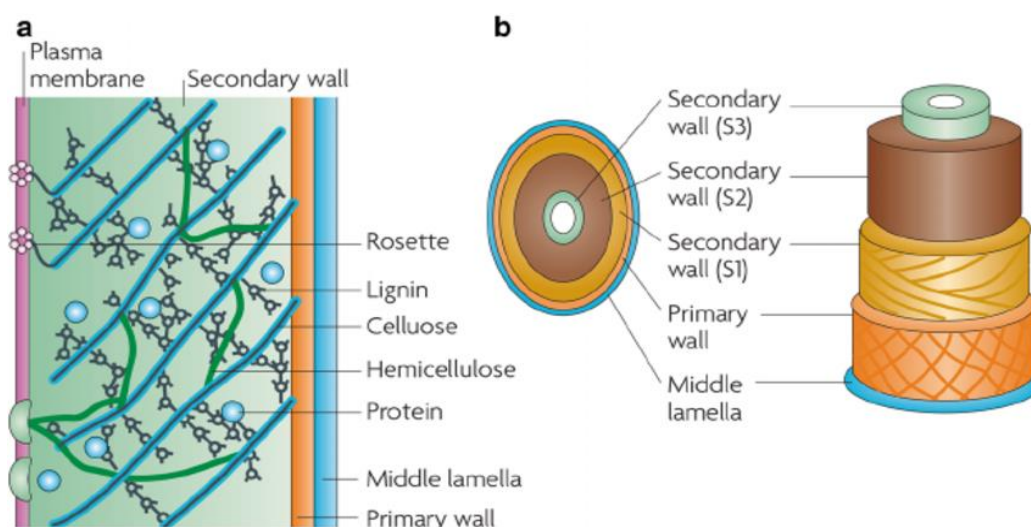 a
Plasma
membrane
Secondary wall
Rosette
Lignin
Celluose
Hemicellulose
Protein
Middle lamella
Primary wall
b
Secondary
wall (S3)
Secondary
wall (S2)
Secondary
wall (S1)
Primary
wall
Middle
lamella